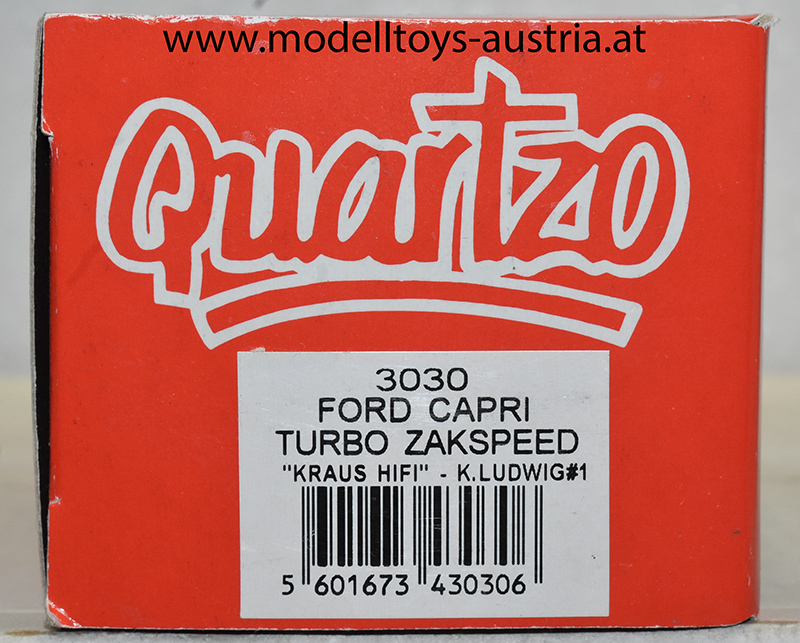 www.modelltoys-austria.at
Quartzo
3030
FORD CAPRI
TURBO ZAKSPEED
"KRAUS HIFI" - K.LUDWIG#1
5 601673 430306